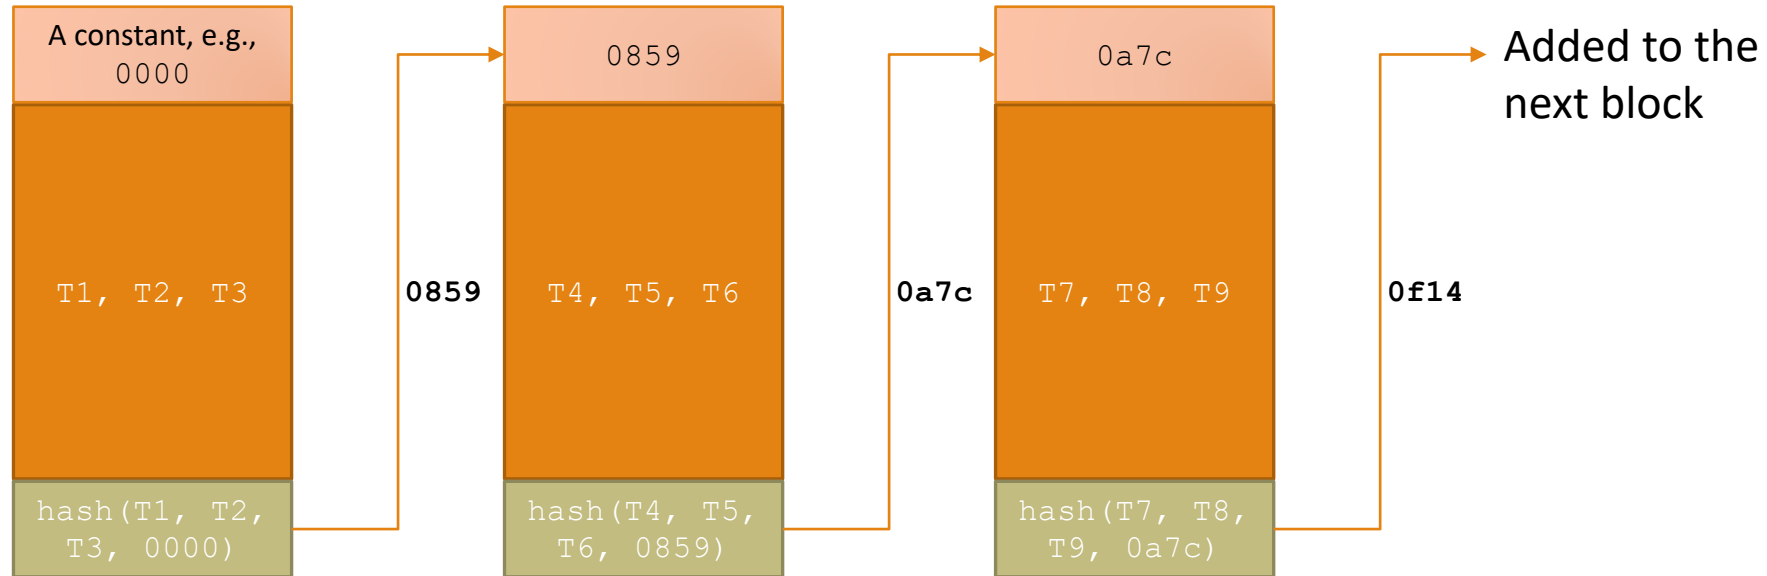 A constant, e.g.,
0000
T1, T2, T3
hash(T1, T2,
T3, 0000)
0859
0859
T4, T5, T6
hash(T4, T5,
T6, 0859)
0a7c
0a7c
T7, T8, T9
hash(T7, T8,
T9, 0a7c)
0f14
Added to the
next block